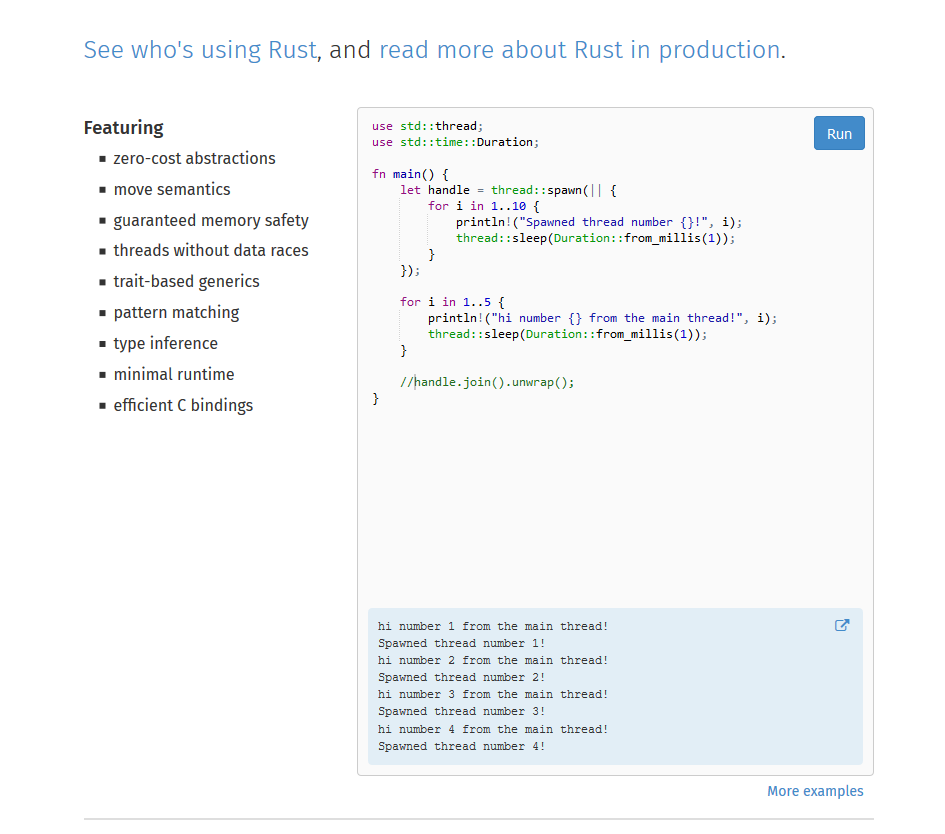 See who's using Rust, and read more about Rust in production.
Featuring
▪ zero-cost abstractions
▪ move semantics
▪ guaranteed memory safety
▪ threads without data races
▪ trait-based generics
▪ pattern matching
▪ type inference
▪ minimal runtime
▪ efficient C bindings
Run
use std::thread;
use std::time::Duration;
fn main() {
    let handle = thread::spawn(|| {
        for i in 1..10 {
            println!("Spawned thread number {}!", i);
            thread::sleep(Duration::from_millis(1));
        }
    });
    for i in 1..5 {
        println!("hi number {} from the main thread!", i);
        thread::sleep(Duration::from_millis(1));
    }
    //handle.join().unwrap();
}
hi number 1 from the main thread!
Spawned thread number 1!
hi number 2 from the main thread!
Spawned thread number 2!
hi number 3 from the main thread!
Spawned thread number 3!
hi number 4 from the main thread!
Spawned thread number 4!
More examples